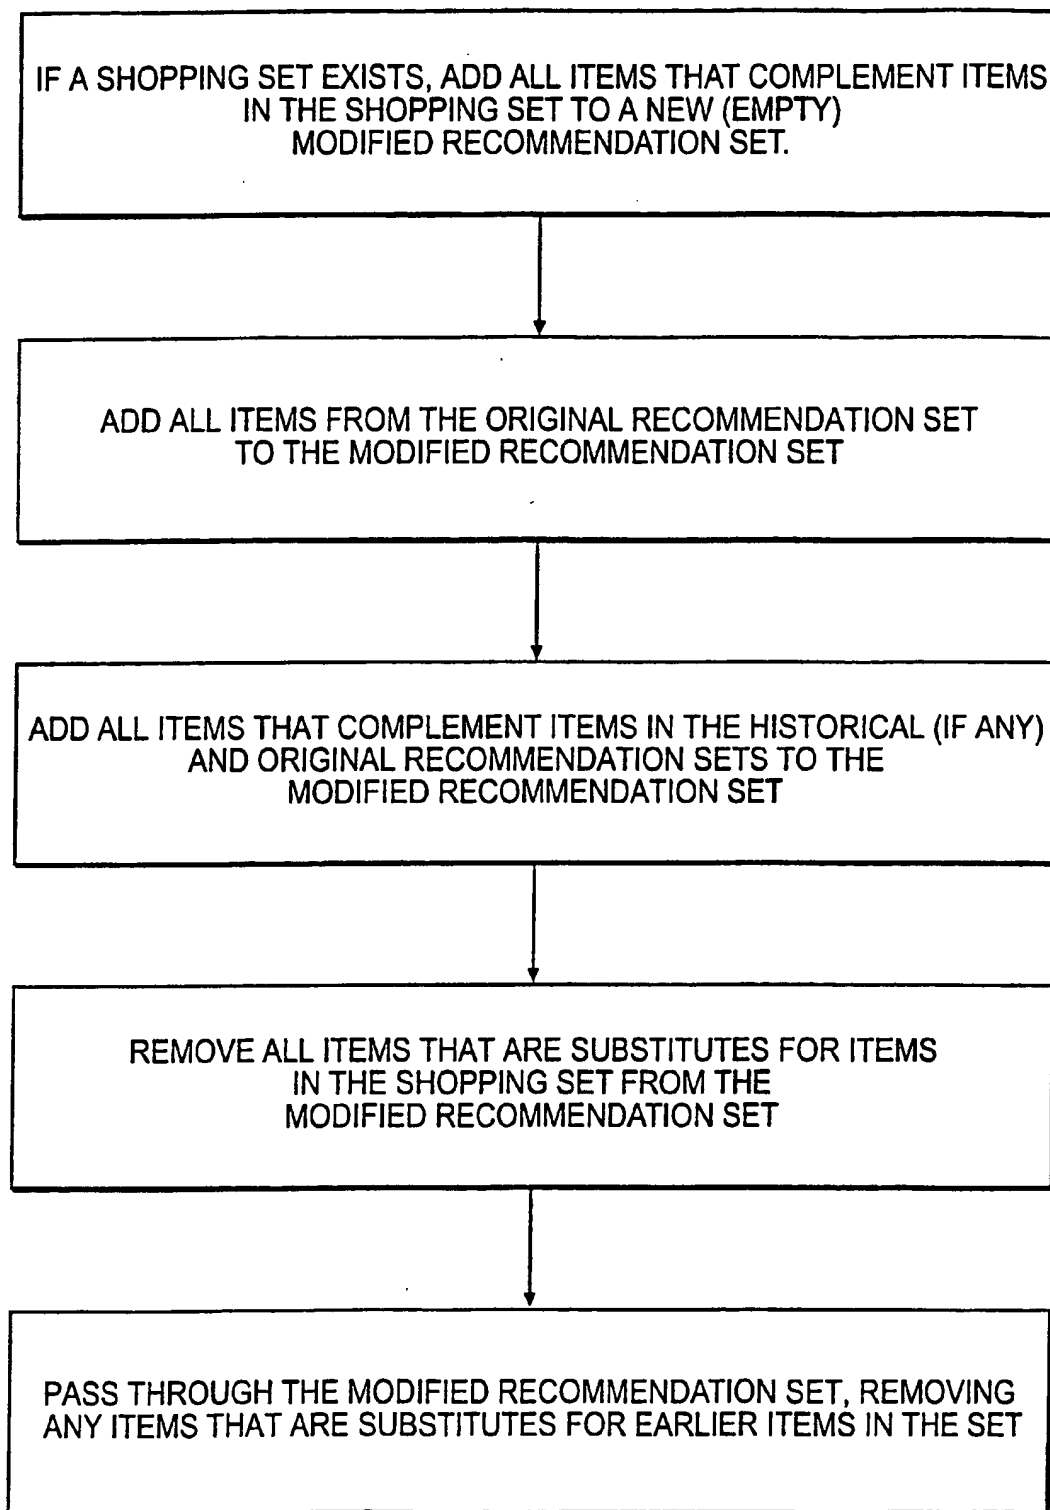 IF A SHOPPING SET EXISTS, ADD ALL ITEMS THAT COMPLEMENT ITEMS
IN THE SHOPPING SET TO A NEW (EMPTY)
MODIFIED RECOMMENDATION SET.
ADD ALL ITEMS FROM THE ORIGINAL RECOMMENDATION SET
TO THE MODIFIED RECOMMENDATION SET
ADD ALL ITEMS THAT COMPLEMENT ITEMS IN THE HISTORICAL (IF ANY)
AND ORIGINAL RECOMMENDATION SETS TO THE
MODIFIED RECOMMENDATION SET
REMOVE ALL ITEMS THAT ARE SUBSTITUTES FOR ITEMS
IN THE SHOPPING SET FROM THE
MODIFIED RECOMMENDATION SET
PASS THROUGH THE MODIFIED RECOMMENDATION SET, REMOVING
ANY ITEMS THAT ARE SUBSTITUTES FOR EARLIER ITEMS IN THE SET